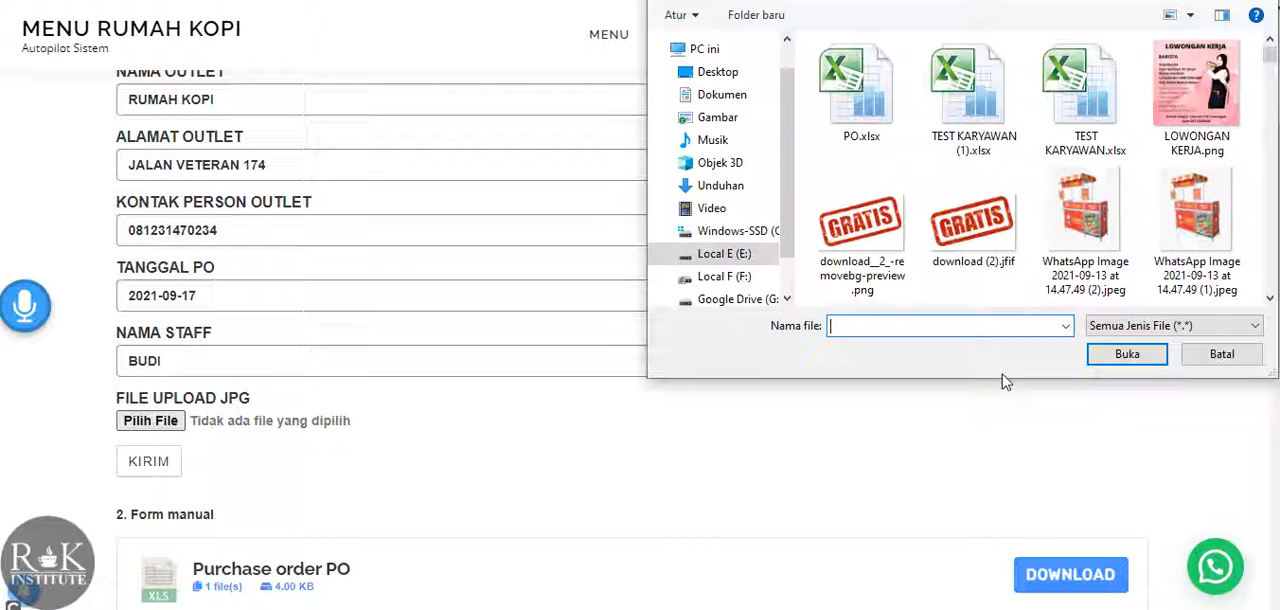 MENU RUMAH KOPI
Autopilot Sistem
MENU
NAMA OUTLET
RUMAH KOPI
ALAMAT OUTLET
JALAN VETERAN 174
KONTAK PERSON OUTLET
081231470234
TANGGAL PO
2021-09-17
NAMA STAFF
BUDI
FILE UPLOAD JPG
Pilih File Tidak ada file yang dipilih
KIRIM
2. Form manual
XLS
Purchase order PO
1 file(s) 4.00 KB
DOWNLOAD
R K
INSTITUTE
Atur Folder baru
PC ini
Desktop
Dokumen
Gambar
Musik
Objek 3D
Unduhan
Video
Windows-SSD (C
Local E (E:)
Local F (F:)
Google Drive (G:
PO.xlsx
TEST KARYAWAN
(1).xlsx
TEST
KARYAWAN.xlsx
LOWONGAN KERJA
LOWONGAN
KERJA.png
GRATIS
download__2_-re
movebg-preview
.png
GRATIS
download (2).jfif
WhatsApp Image
2021-09-13 at
14.47.49 (2).jpeg
WhatsApp Image
2021-09-13 at
14.47.49 (1).jpeg
Nama file:
Semua Jenis File (*.*)
Buka
Batal